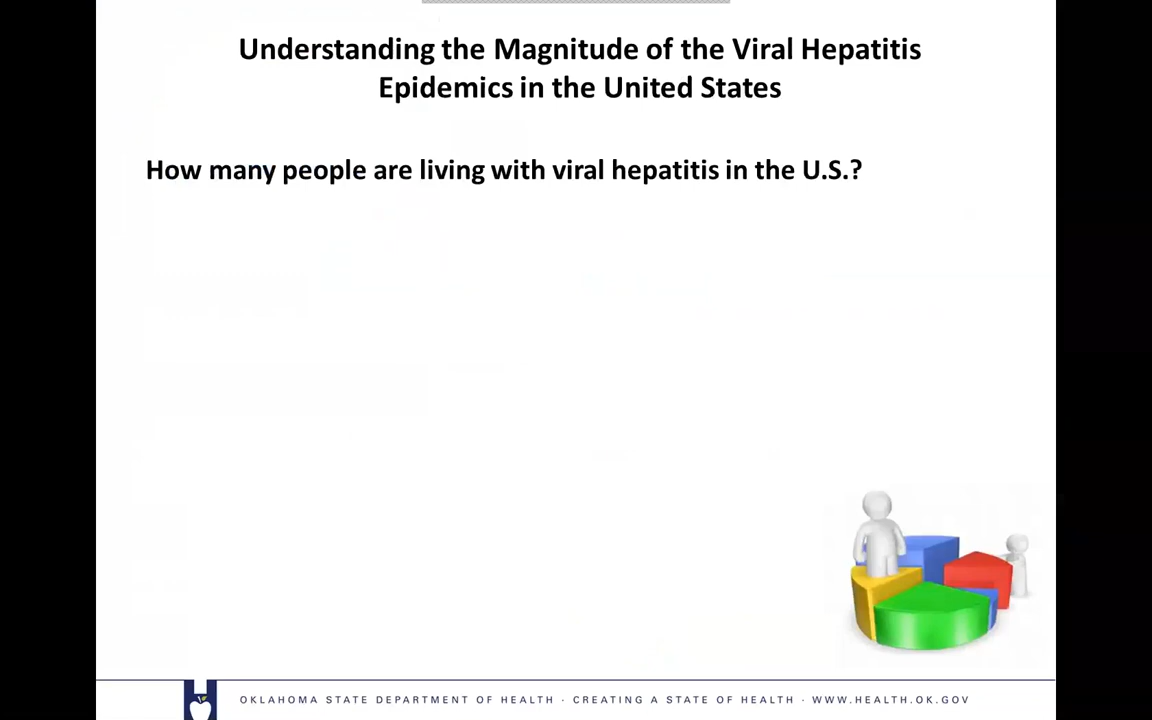 Understanding the Magnitude of the Viral Hepatitis
Epidemics in the United States
How many people are living with viral hepatitis in the U.S.?
OKLAHOMA STATE DEPARTMENT OF HEALTH · CREATING A STATE OF HEALTH · WWW.HEALTH.OK.GOV